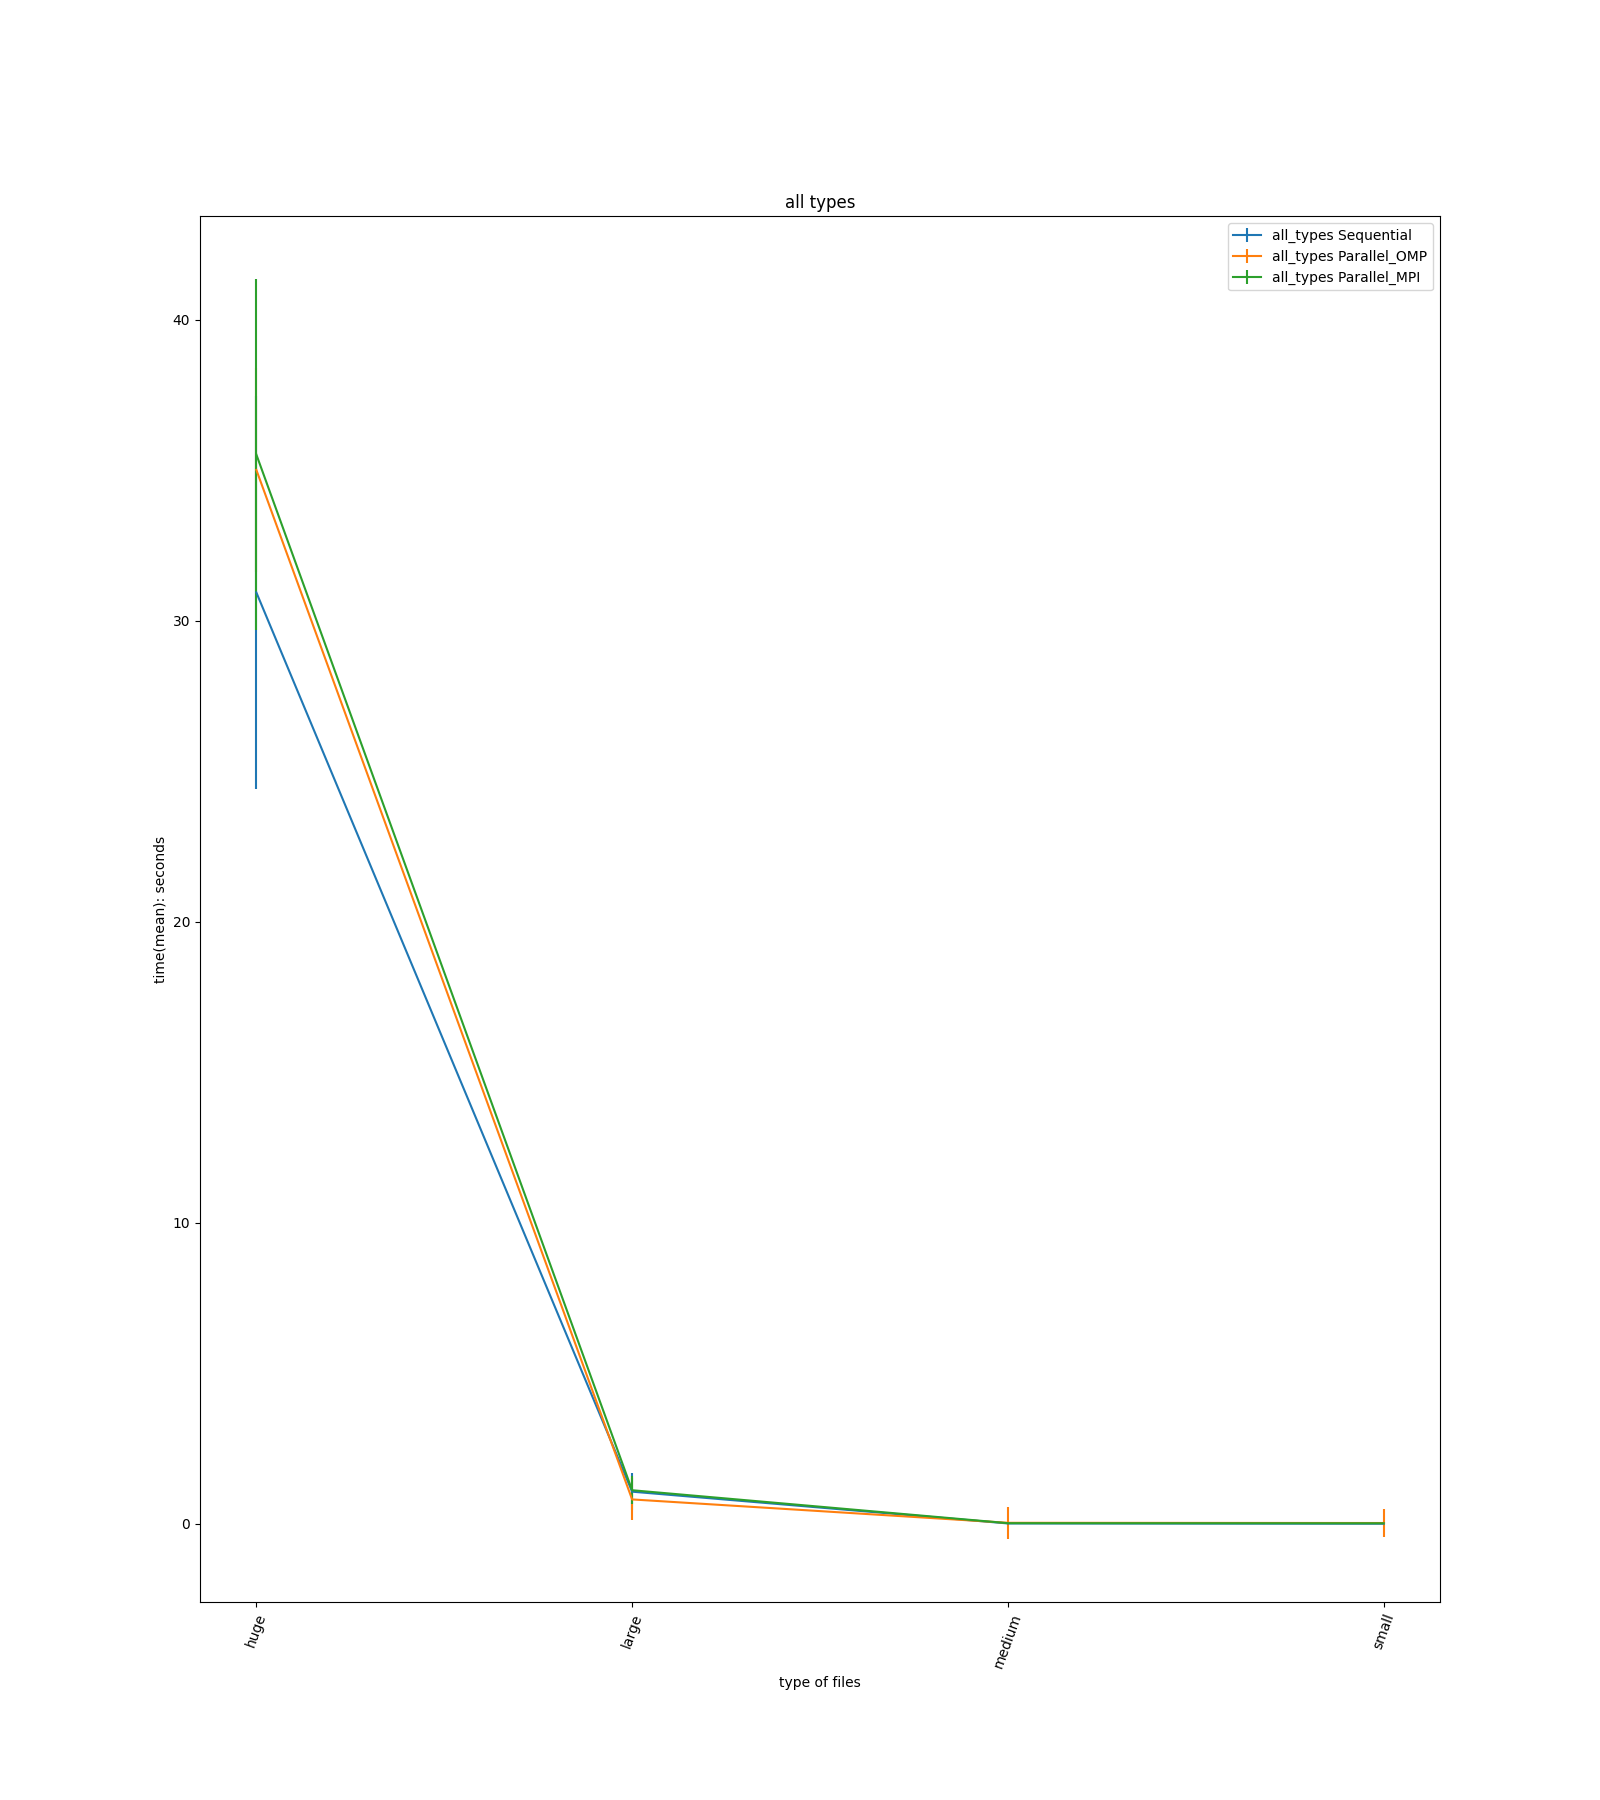 all types
all_types Sequential
all_types Parallel_OMP
all_types Parallel_MPI
40
30
20
10
0
time(mean): seconds
huge
large
medium
small
type of files